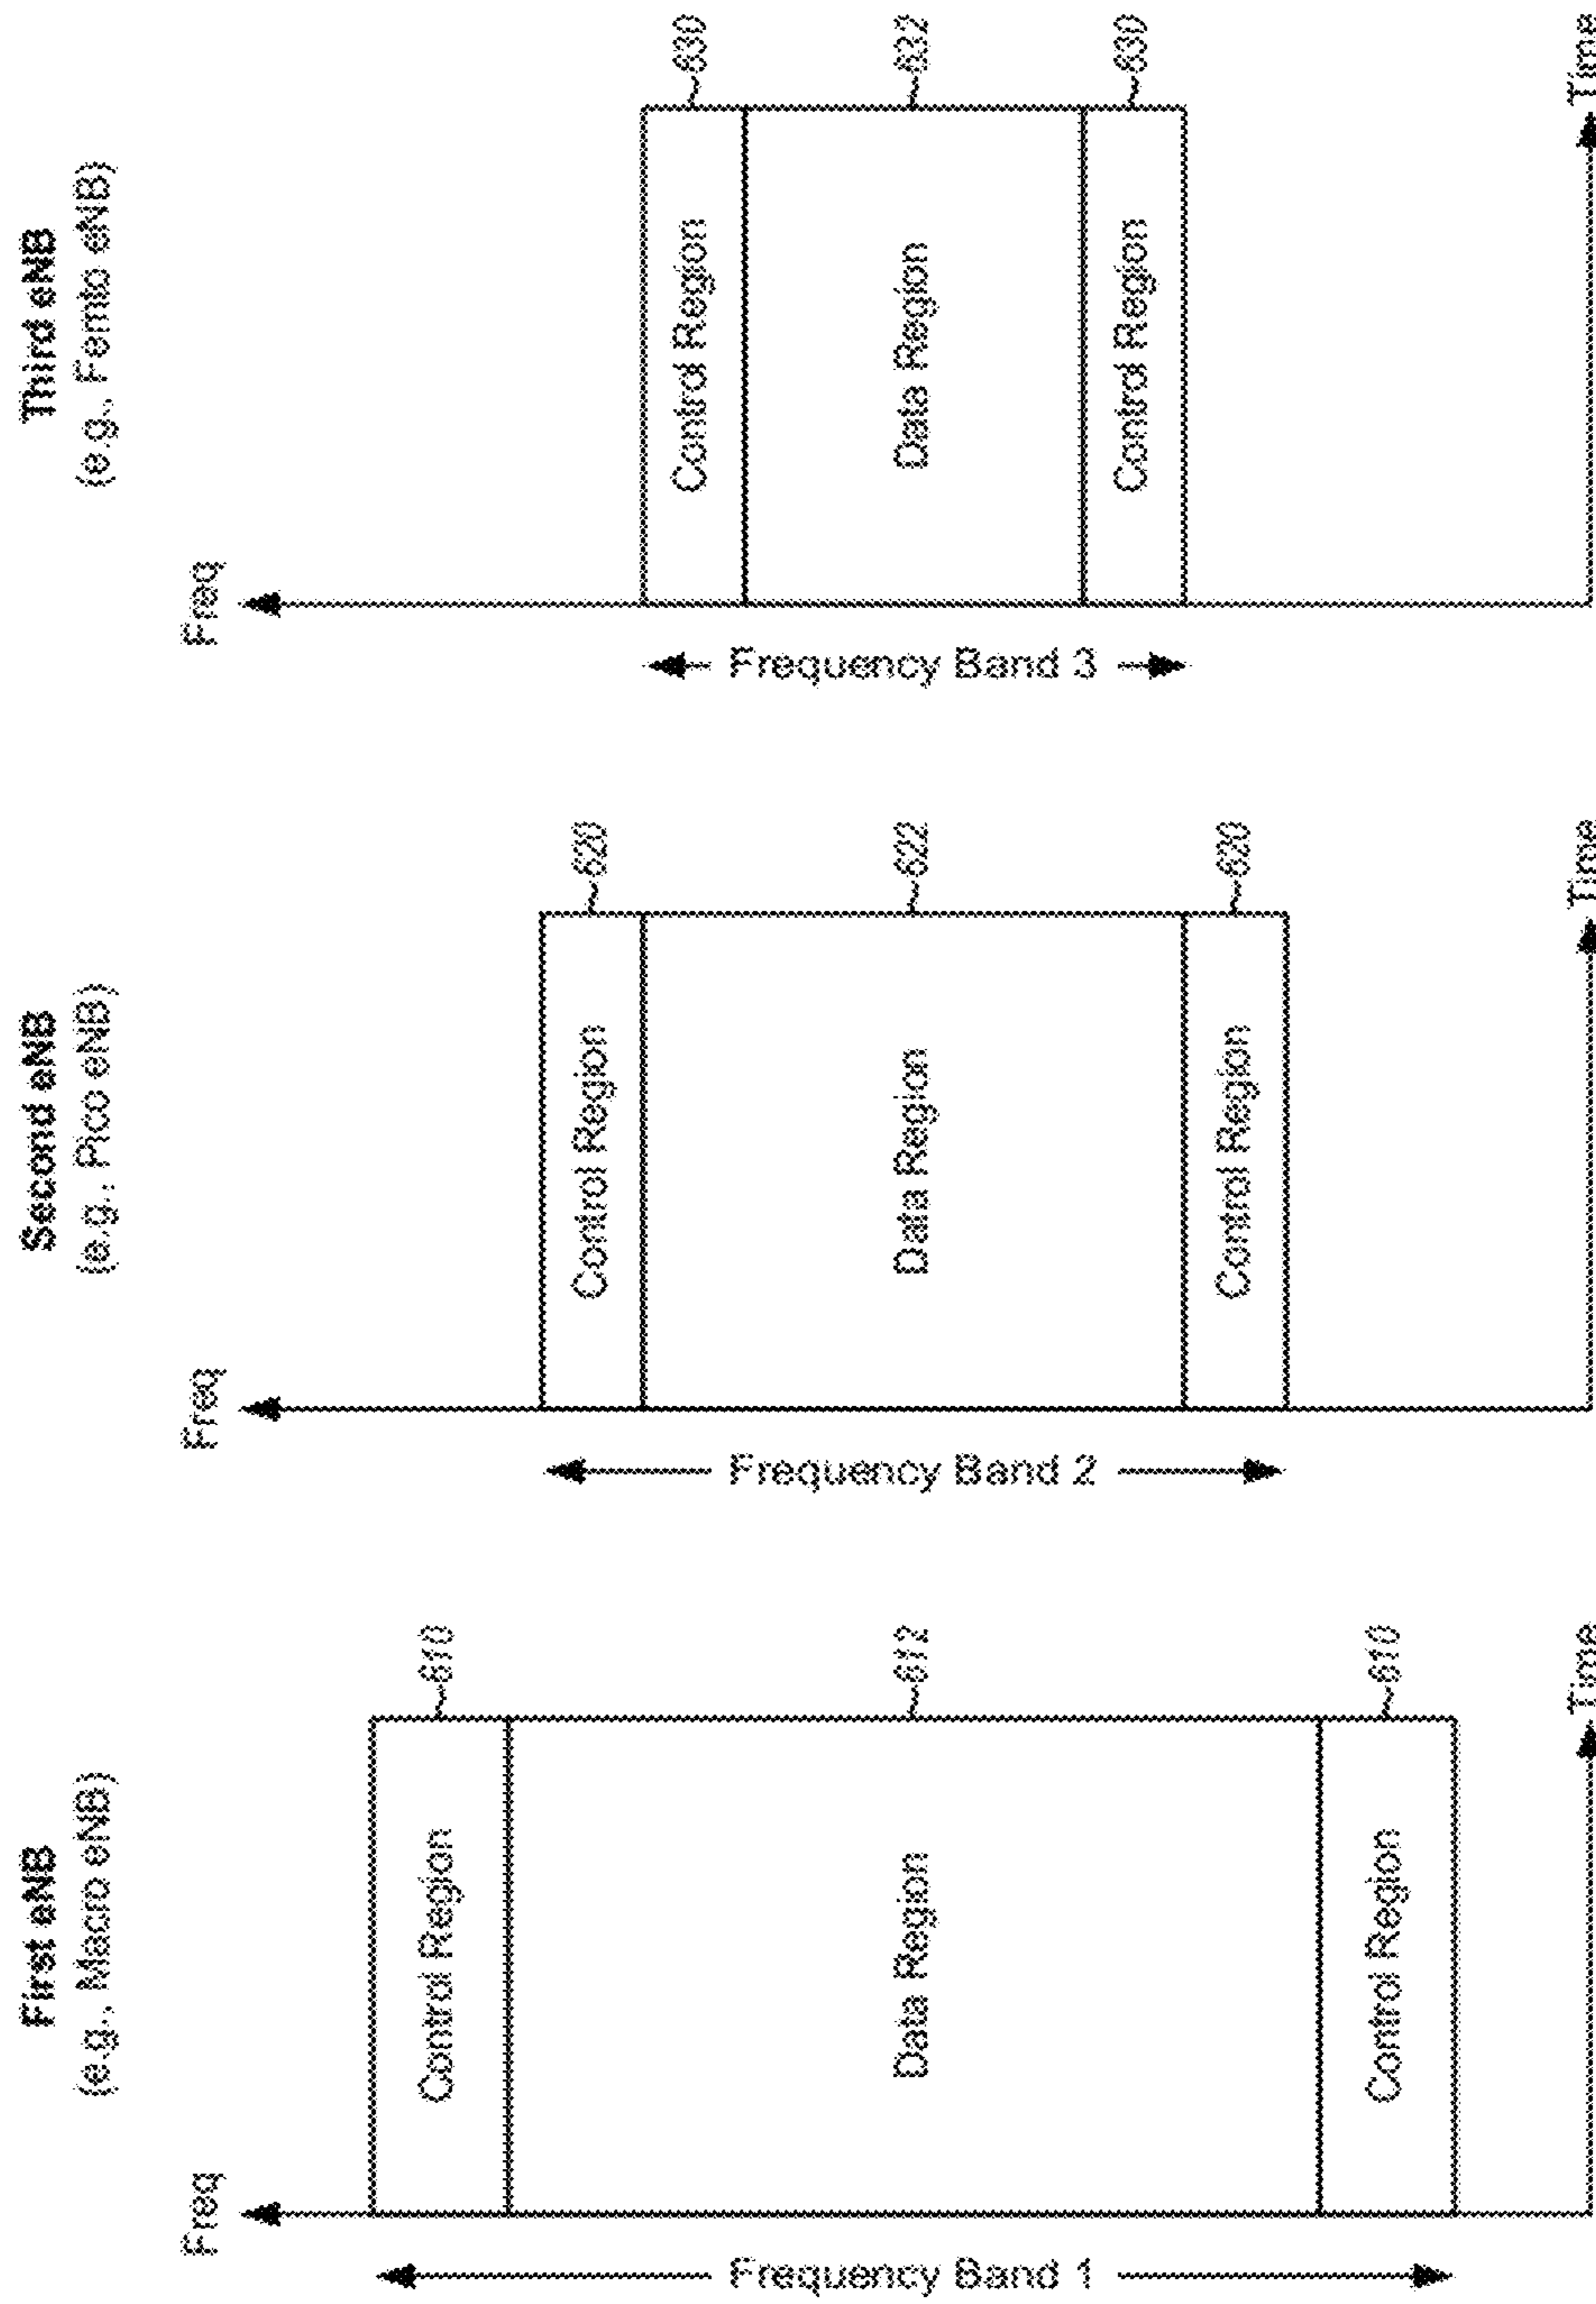 First eNB
(e.g., Macro eNB)
Freq
Frequency Band 1
Control Region
610
Data Region
612
Control Region
610
Time
Second eNB
(e.g., Pico eNB)
Freq
Frequency Band 2
Control Region
620
Data Region
622
Control Region
620
Time
Third eNB
(e.g., Femto eNB)
Freq
Frequency Band 3
Control Region
630
Data Region
632
Control Region
630
Time